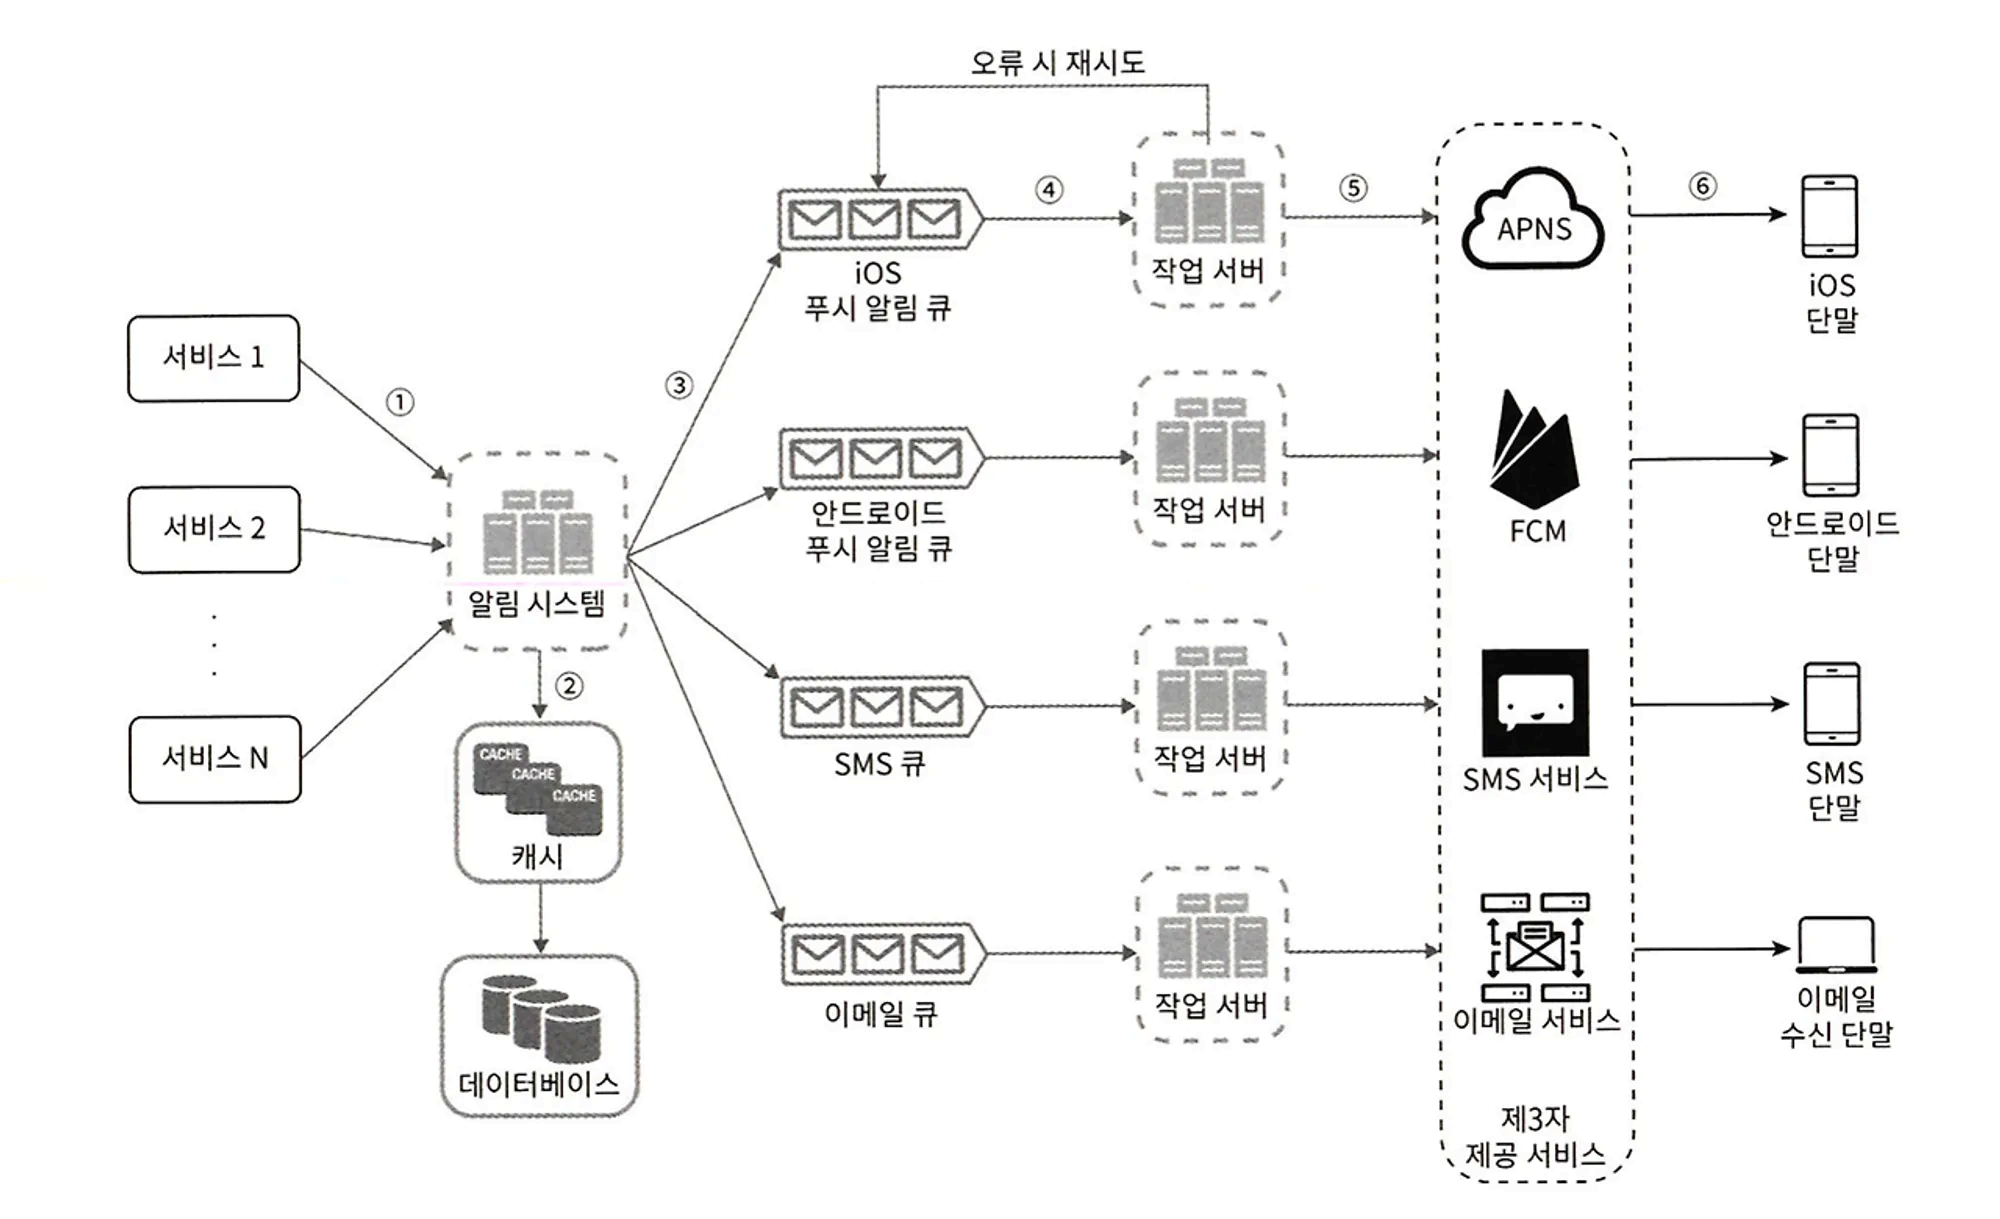 오류 시 재시도
④
⑤
⑥
APNS
작업 서버
iOS
푸시 알림 큐
iOS
단말
서비스 1
①
③
안드로이드
푸시 알림 큐
작업 서버
FCM
안드로이드
단말
서비스 2
알림 시스템
.
.
.
②
서비스 N
CACHE
CACHE
CACHE
캐시
SMS 큐
작업 서버
SMS 서비스
SMS
단말
데이터베이스
이메일 큐
작업 서버
이메일 서비스
이메일
수신 단말
제3자
제공 서비스